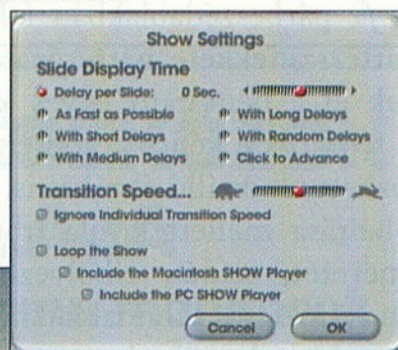 Show Settings
Slide Display Time
Delay per Slide: 0 Sec.
As Fast as Possible
With Long Delays
With Short Delays
With Random Delays
With Medium Delays
Click to Advance
Transition Speed...
Ignore Individual Transition Speed
Loop the Show
Include the Macintosh SHOW Player
Include the PC SHOW Player
Cancel OK